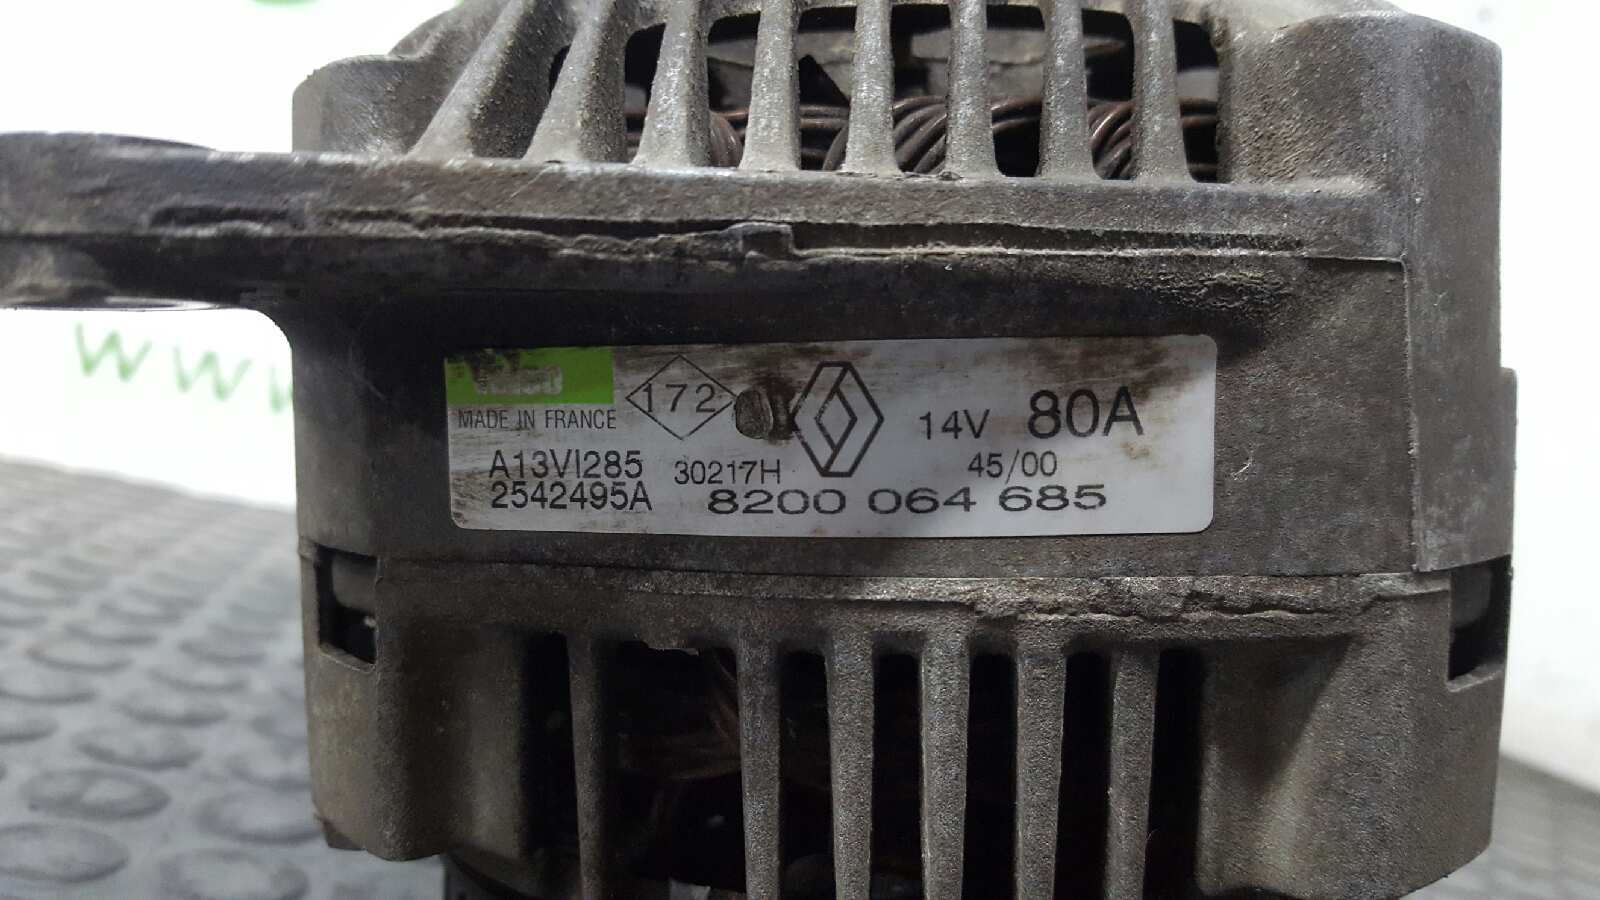 MADE IN FRANCE
172
14V 80A
A13VI285 30217H 45/00
2542495A 8200 064 685